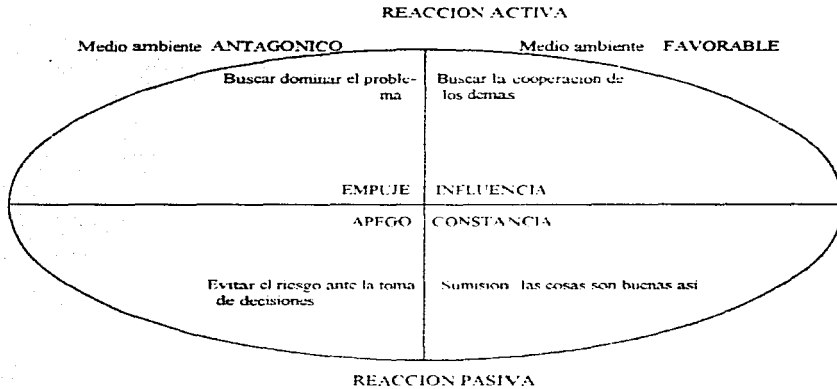 REACCION ACTIVA
Medio ambiente ANTAGONICO
Medio ambiente FAVORABLE
Buscar dominar el proble-
ma
Buscar la cooperacion de
los demas
EMPUJE
INFLUENCIA
APEGO
CONSTANCIA
Evitar el riesgo ante la toma
de decisiones
Sumision las cosas son buenas así
REACCION PASIVA